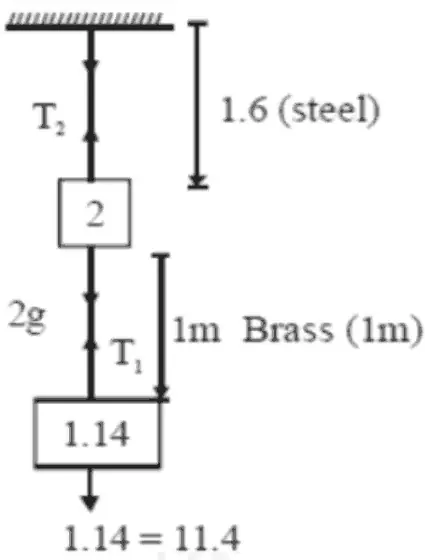 1.6 (steel)
T₂
2
2g
1m Brass (1m)
T₁
1.14
1.14 = 11.4